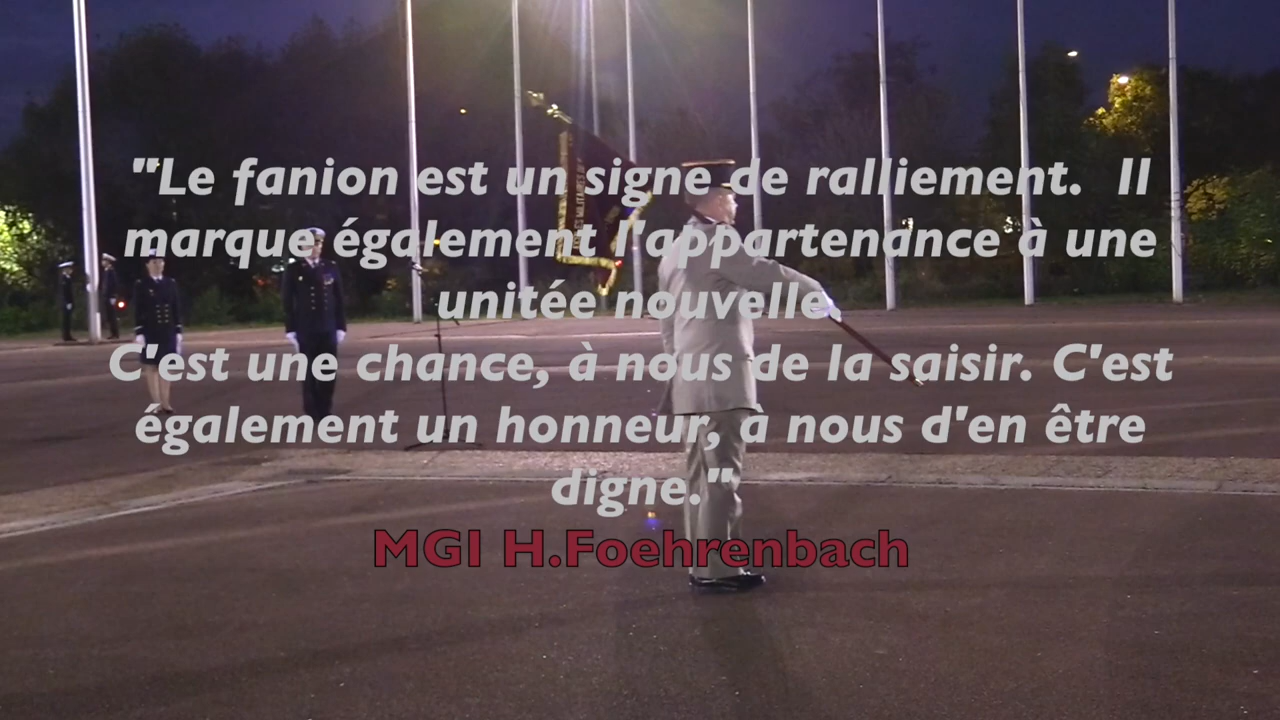 "Le fanion est un signe de ralliement.  Il
marque également l'appartenance à une
unitée nouvelle.
C'est une chance, à nous de la saisir. C'est
également un honneur, à nous d'en être
digne."
MGI H.Foehrenbach